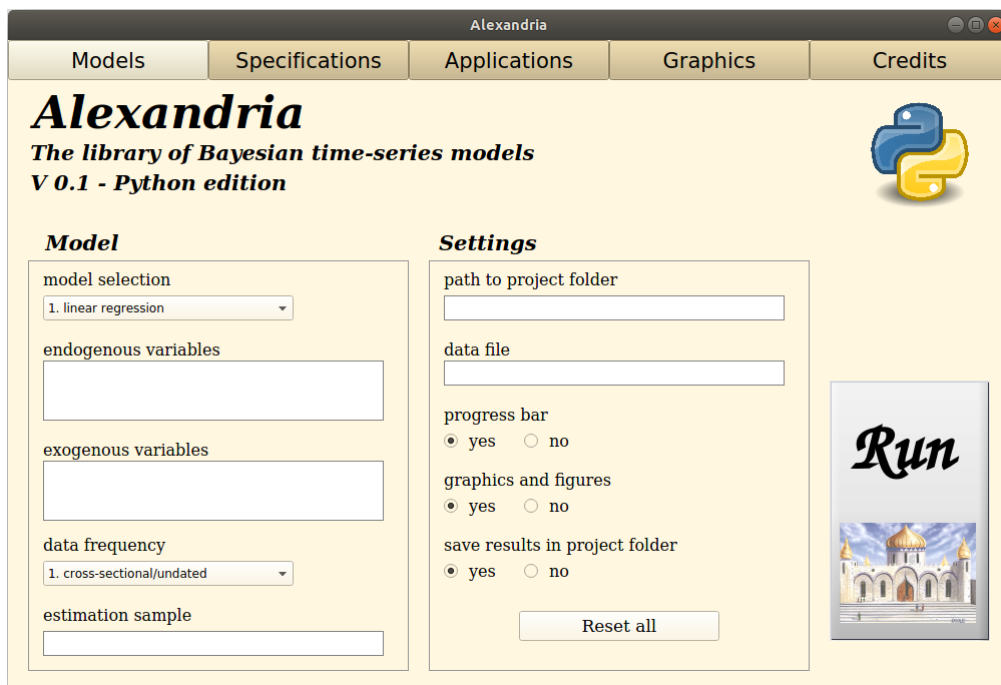 Alexandria
Models
Specifications
Applications
Graphics
Credits
Alexandria
The library of Bayesian time-series models
V 0.1 - Python edition
Model
model selection
1. linear regression
endogenous variables
exogenous variables
data frequency
1. cross-sectional/undated
estimation sample
Settings
path to project folder
data file
progress bar
yes no
graphics and figures
yes no
save results in project folder
yes no
Reset all
Run